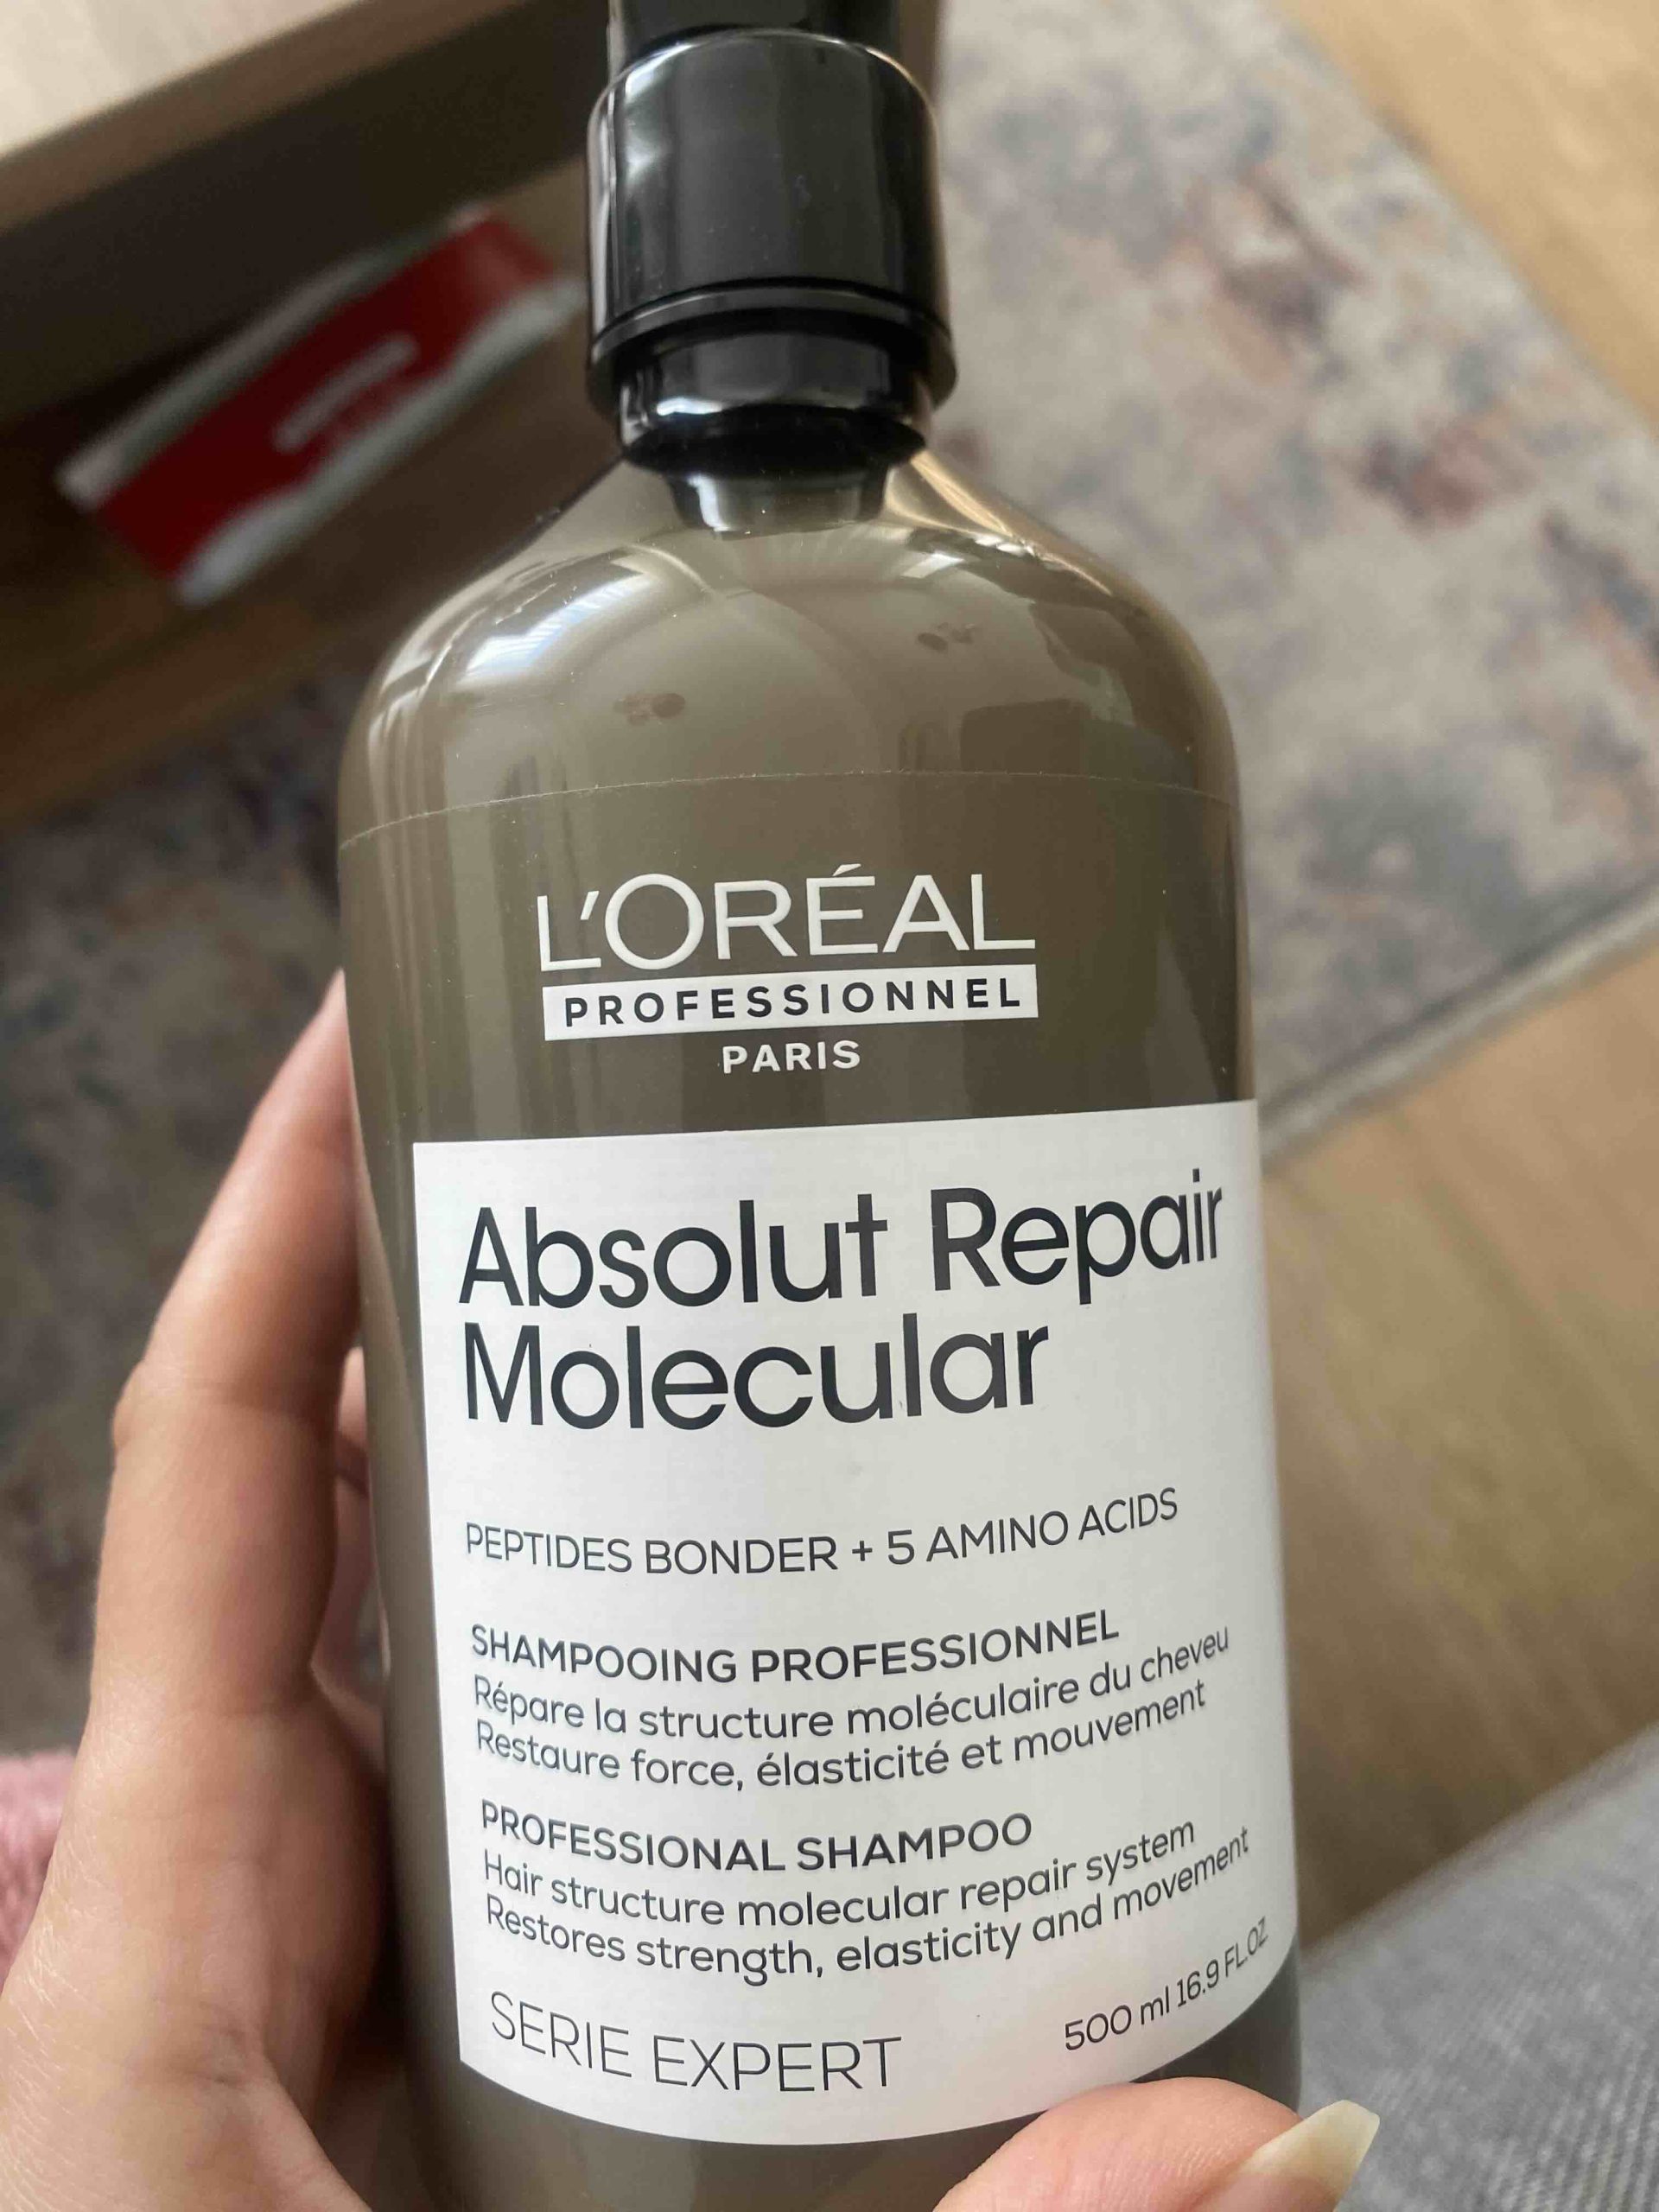 L'ORÉAL
PROFESSIONNEL
PARIS
Absolut Repair
Molecular
PEPTIDES BONDER + 5 AMINO ACIDS
SHAMPOOING PROFESSIONNEL
Répare la structure moléculaire du cheveu
Restaure force, élasticité et mouvement
PROFESSIONAL SHAMPOO
Hair structure molecular repair system
Restores strength, elasticity and movement
SERIE EXPERT
500 ml 16.9 FL OZ